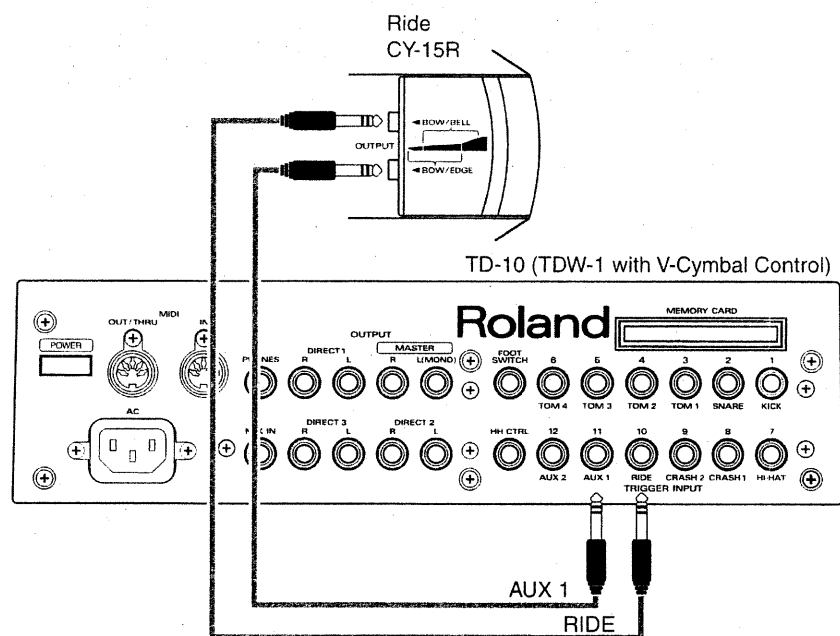 Ride
CY-15R
◄BOW/BELL
OUTPUT
◄BOW/EDGE
TD-10 (TDW-1 with V-Cymbal Control)
MIDI
OUT/THRU
POWER
OUTPUT
MASTER
DIRECT 1
R L R L(MONO)
Roland
MEMORY CARD
FOOT SWITCH
6 5 4 3 2 1
TOM 4 TOM 3 TOM 2 TOM 1 SNARE KICK
AC
DIRECT 3 DIRECT 2
R L R L
HH CTRL
12 11 10 9 8 7
AUX 2 AUX 1 RIDE CRASH 2 CRASH 1 HI-HAT
TRIGGER INPUT
AUX 1
RIDE